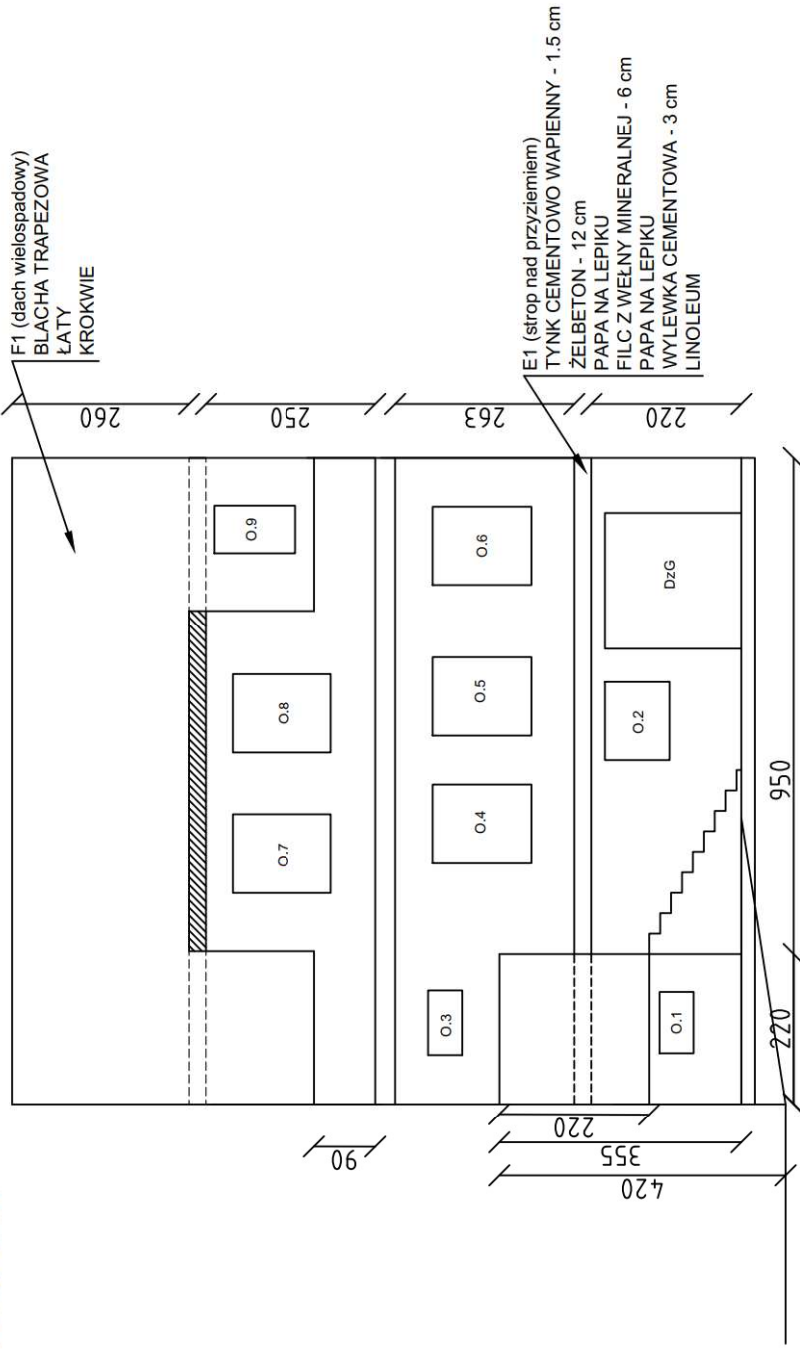 F1 (dach wielospadowy)
BLACHA TRAPEZOWA
ŁATY
KROKWIE
260
250
263
220
O.9
O.8
O.7
O.6
O.5
O.4
O.3
E1 (strop nad przyziemiem)
TYNK CEMENTOWO WAPIENNY - 1.5 cm
ŻELBETON - 12 cm
PAPA NA LEPIKU
FILC Z WEŁNY MINERALNEJ - 6 cm
PAPA NA LEPIKU
WYLEWKA CEMENTOWA - 3 cm
LINOLEUM
DzG
O.2
O.1
90
220
355
420
220
950